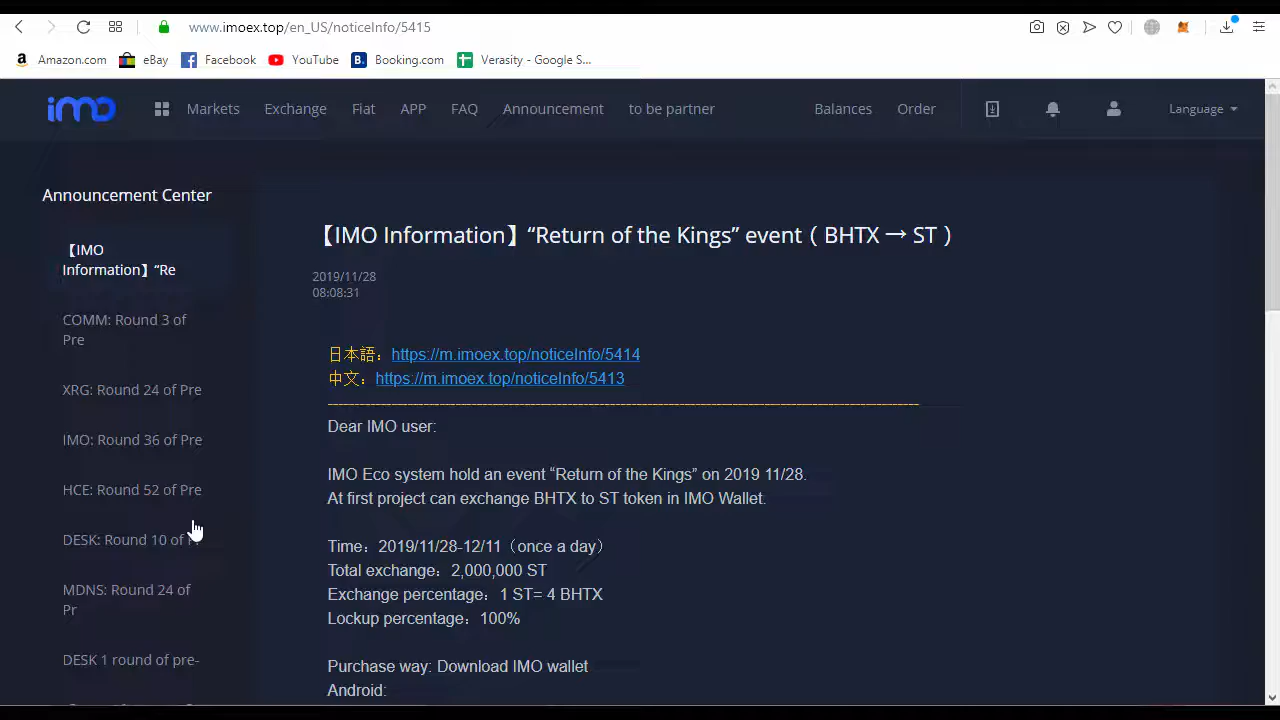 www.imoex.top/en_US/noticeInfo/5415
Amazon.com eBay Facebook YouTube Booking.com Verasity - Google S...
imo Markets Exchange Fiat APP FAQ Announcement to be partner Balances Order Language
Announcement Center
【IMO
Information】“Re
COMM: Round 3 of
Pre
XRG: Round 24 of Pre
IMO: Round 36 of Pre
HCE: Round 52 of Pre
DESK: Round 10 of
MDNS: Round 24 of
Pr
DESK 1 round of pre-
【IMO Information】“Return of the Kings” event ( BHTX → ST )
2019/11/28
08:08:31
日本語：https://m.imoex.top/noticeInfo/5414
中文：https://m.imoex.top/noticeInfo/5413
Dear IMO user:
IMO Eco system hold an event “Return of the Kings” on 2019 11/28.
At first project can exchange BHTX to ST token in IMO Wallet.
Time：2019/11/28-12/11（once a day）
Total exchange：2,000,000 ST
Exchange percentage：1 ST= 4 BHTX
Lockup percentage：100%
Purchase way: Download IMO wallet
Android: